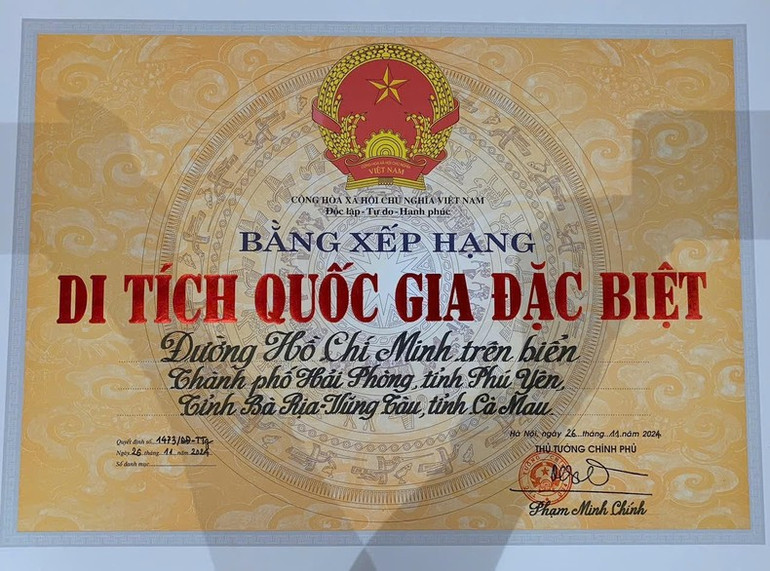 VIỆT NAM
CỘNG HÒA XÃ HỘI CHỦ NGHĨA VIỆT NAM
Độc lập - Tự do - Hạnh phúc
BẰNG XẾP HẠNG
DI TÍCH QUỐC GIA ĐẶC BIỆT
Đường Hồ Chí Minh trên biển
Thành phố Hải Phòng, tỉnh Phú Yên,
Tỉnh Bà Rịa-Vũng Tàu, tỉnh Cà Mau.
Quyết định số: 1473/QĐ-TTg
Ngày 26 tháng 11 năm 2024
Số danh mục
Hà Nội, ngày 26 tháng 11 năm 2024
THỦ TƯỚNG CHÍNH PHỦ
Phạm Minh Chính